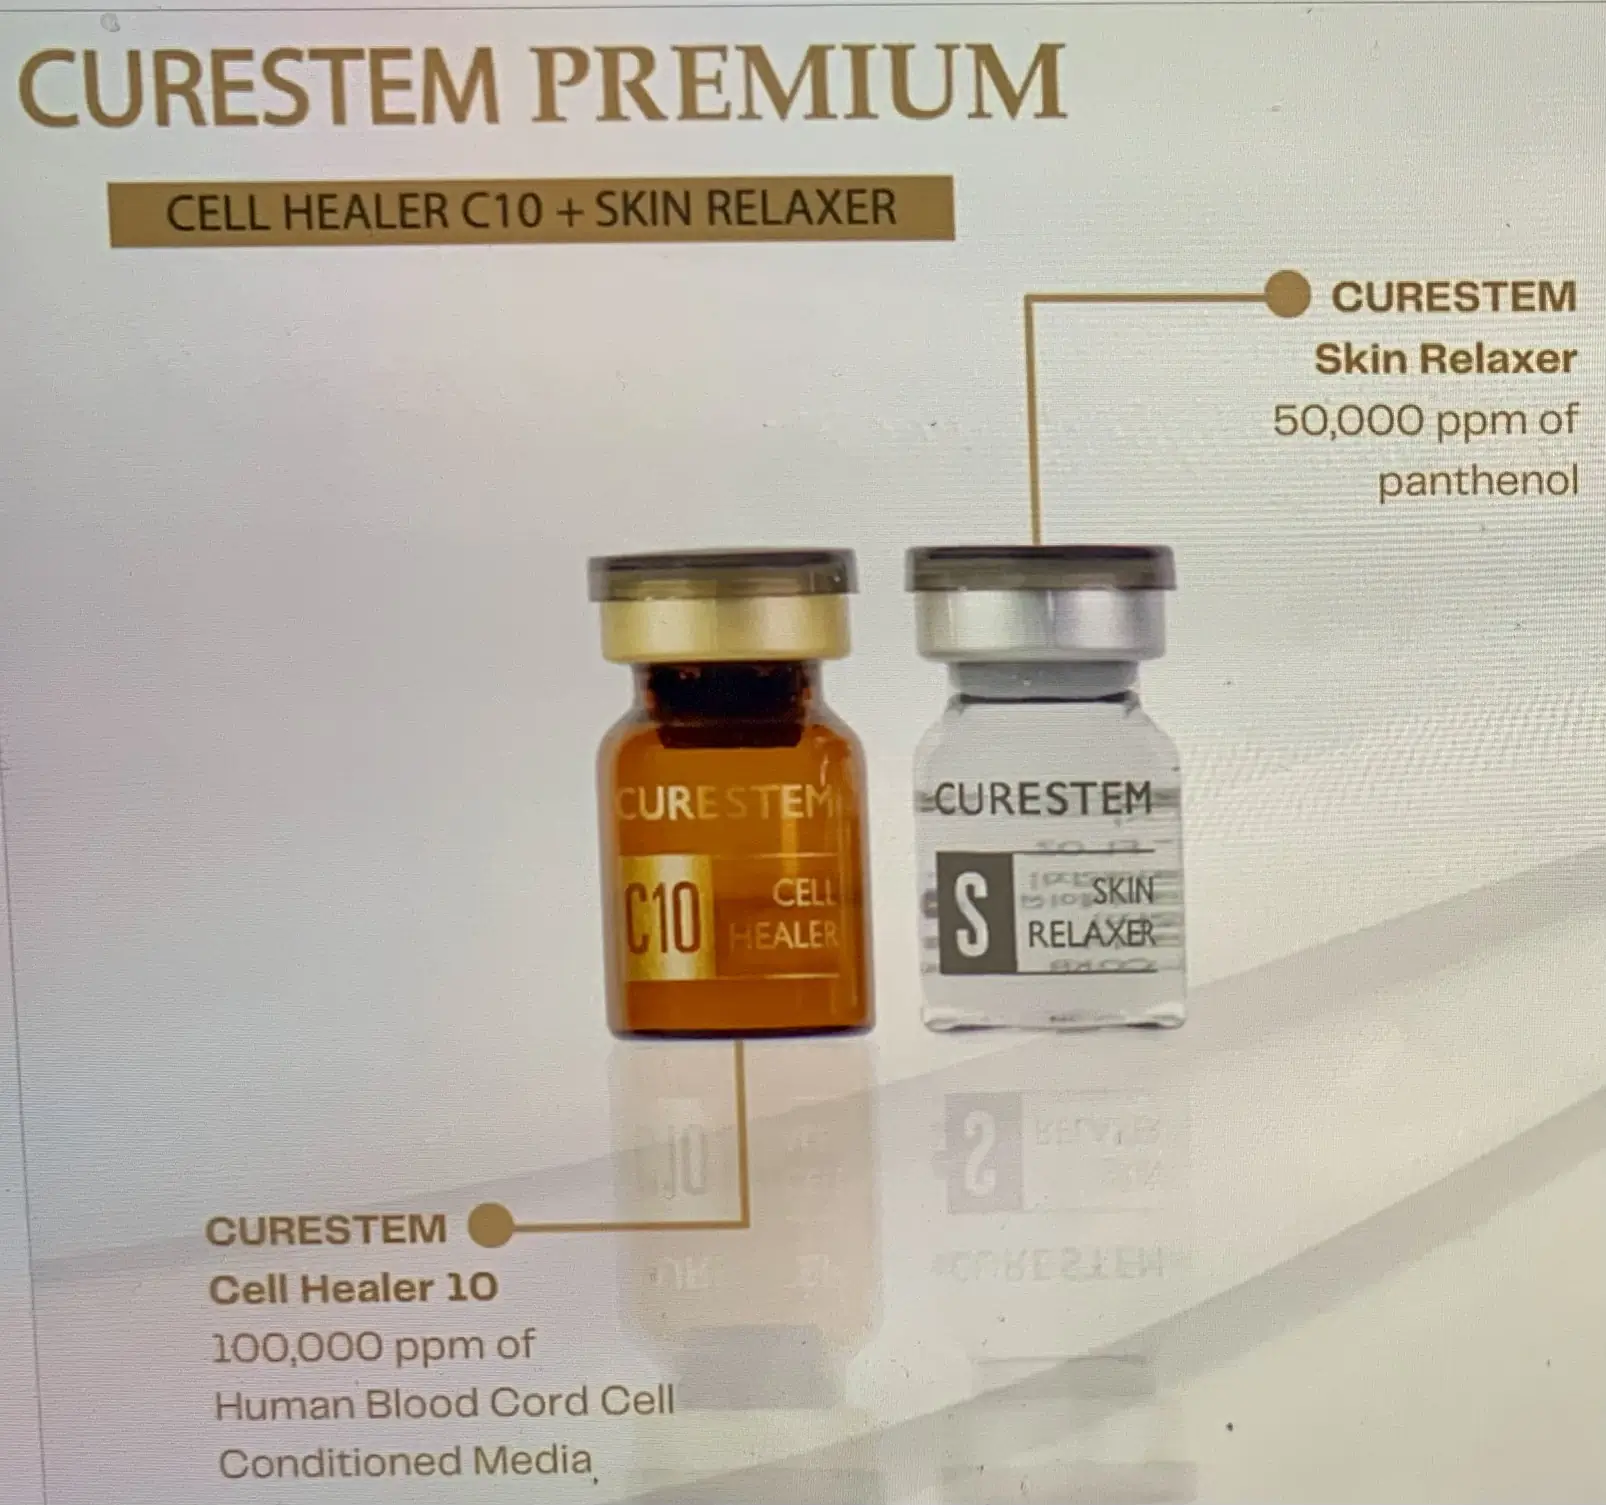 CURESTEM PREMIUM
CELL HEALER C10 + SKIN RELAXER
CURESTEM
Skin Relaxer
50,000 ppm of
panthenol
CURESTEM
C10
CELL
HEALER
CURESTEM
S
SKIN
RELAXER
CURESTEM
Cell Healer 10
100,000 ppm of
Human Blood Cord Cell
Conditioned Media